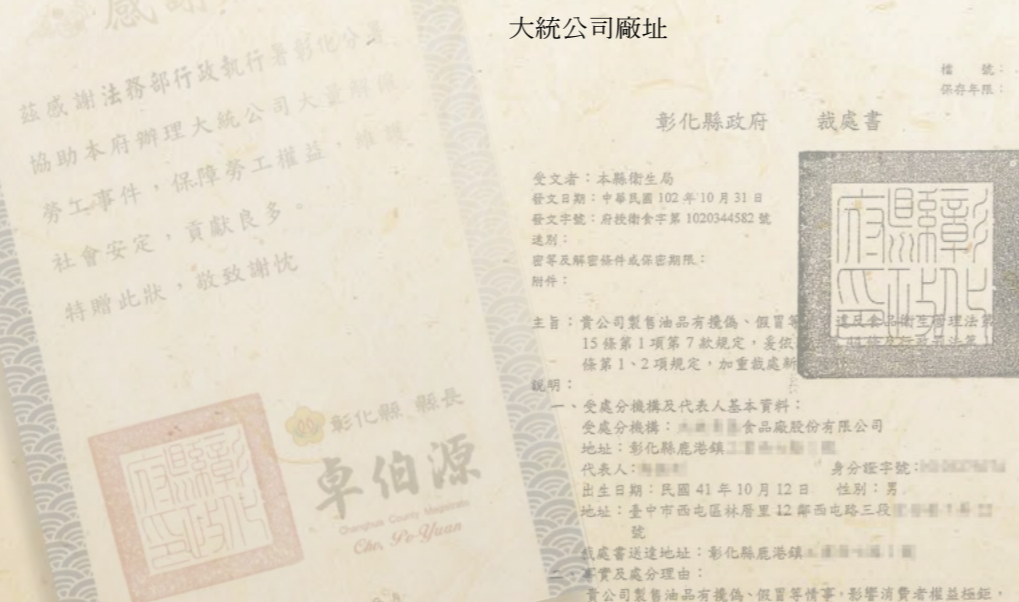 大統公司廠址
感謝
茲感謝法務部行政執行署彰化分署
協助本府辦理大統公司大量解僱
勞工事件，保障勞工權益，維護
社會安定，貢獻良多。
特贈此狀，敬致謝忱
彰化縣 縣長
卓伯源
Changhua County Magistrate
Cho, Po-Yuan
彰化縣政府 裁處書
檔 號：
保存年限：
受文者：本縣衛生局
發文日期：中華民國 102 年 10 月 31 日
發文字號：府授衛食字第 1020344582 號
速別：
密等及解密條件或保密期限：
附件：
彰化縣政府印
主旨：貴公司製售油品有攙偽、假冒等 違反食品衛生管理法第
15 條第 1 項第 7 款規定，爰依
條第 1、2 項規定，加重裁處新
說明：
一、受處分機構及代表人基本資料：
受處分機構： 食品廠股份有限公司
地址：彰化縣鹿港鎮
代表人： 身分證字號：
出生日期：民國 41 年 10 月 12 日 性別：男
地址：臺中市西屯區林厝里 12 鄰西屯路三段
號
裁處書送達地址：彰化縣鹿港鎮
二、事實及處分理由：
貴公司製售油品有攙偽、假冒等情事，影響消費者權益極鉅，